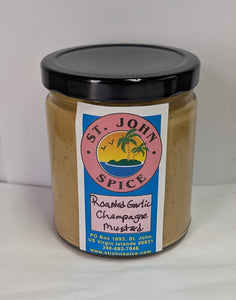 ST. JOHN
SPICE
Roasted Garlic
Champagne
Mustard
PO Box 1683, St. John
US Virgin Islands 00831
340-693-7046
www.stjohnspice.com